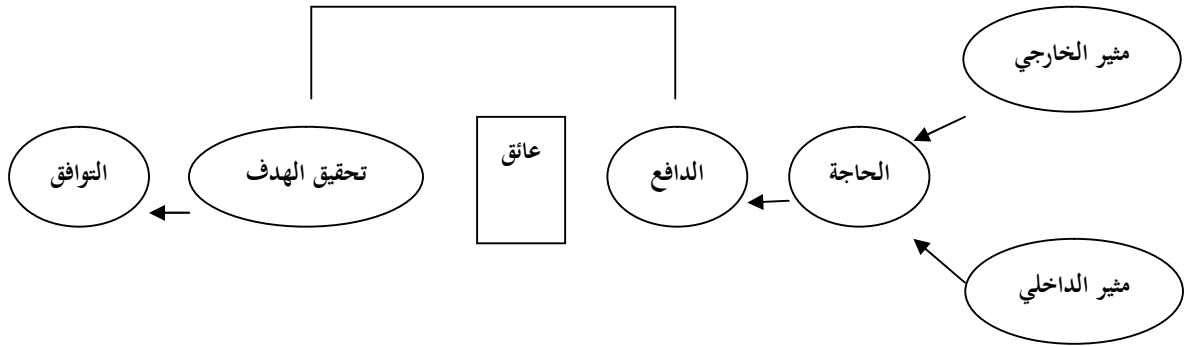 مثير الخارجي
عائق
الحاجة
الدافع
تحقيق الهدف
التوافق
مثير الداخلي